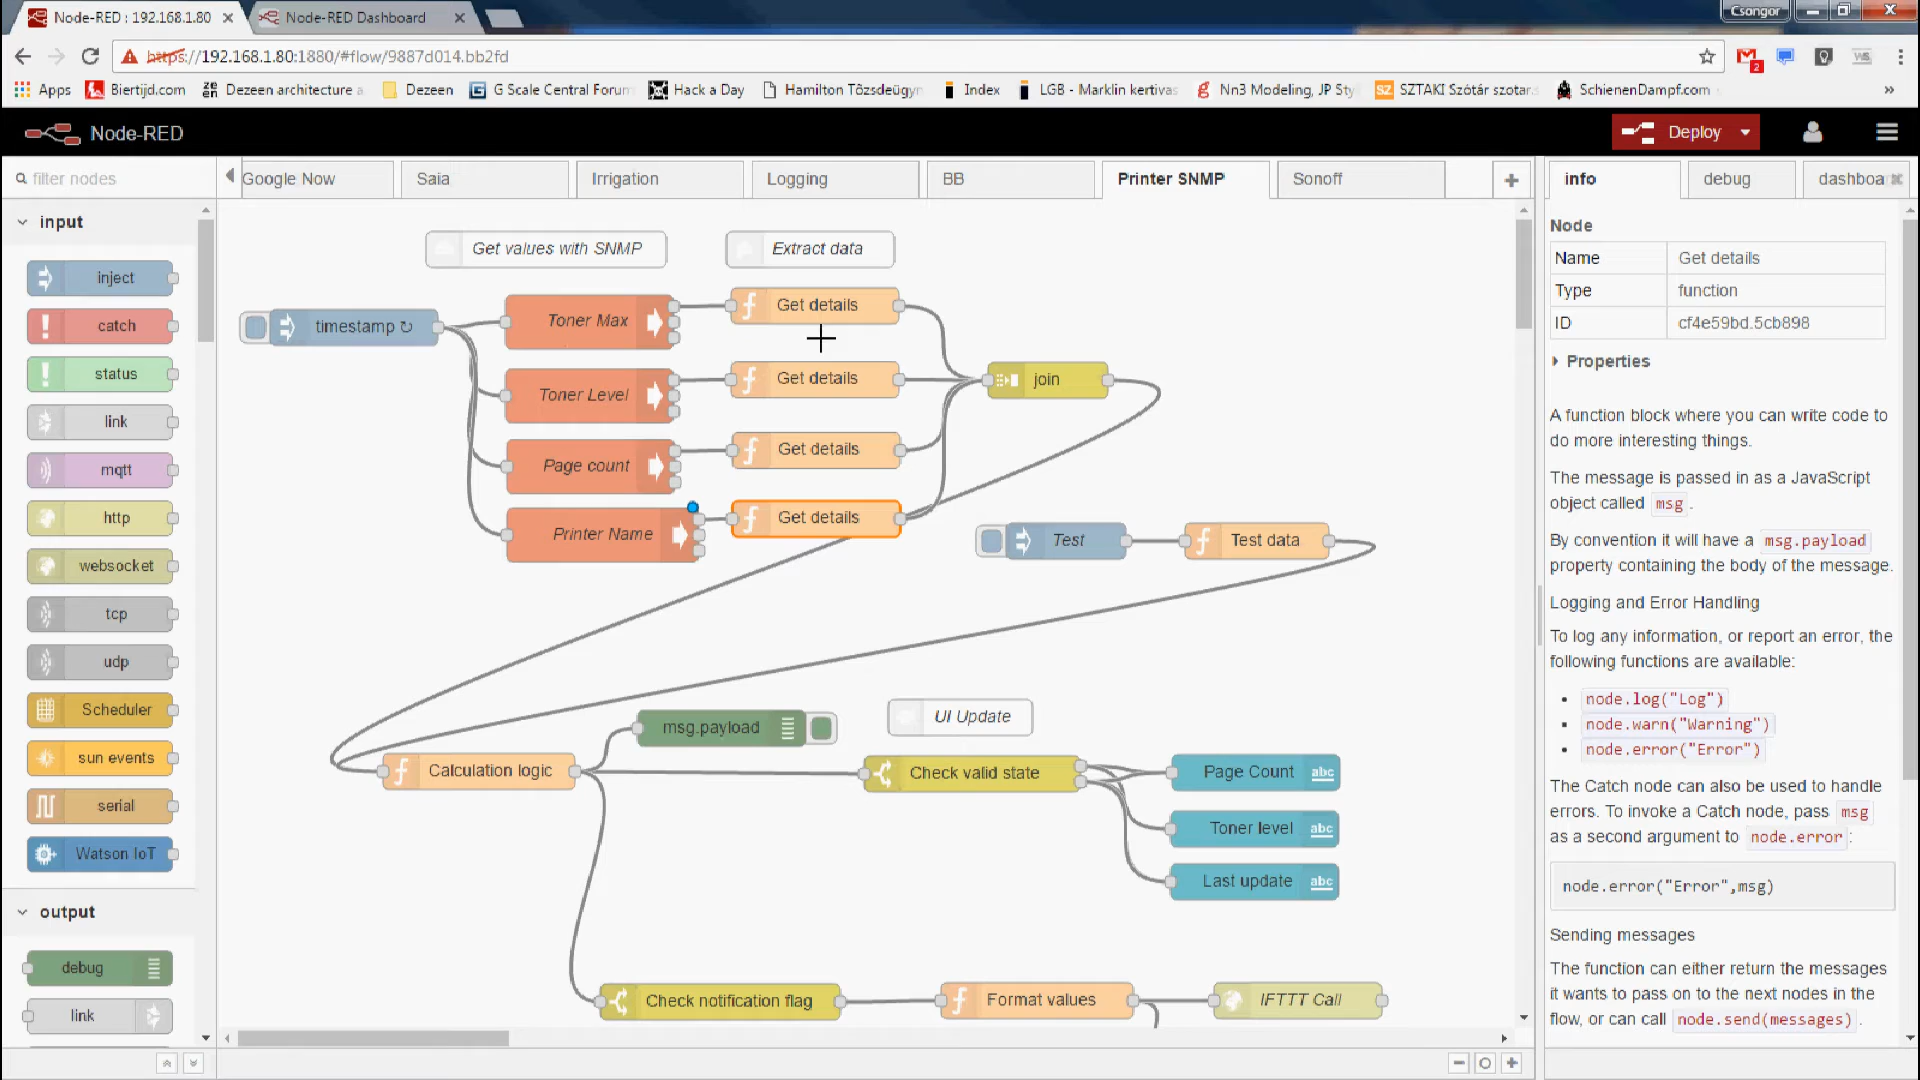 Node-RED : 192.168.1.80
Node-RED Dashboard
Csongor
https://192.168.1.80:1880/#flow/9887d014.bb2fd
2
Apps
Biertijd.com
Dezeen architecture a
Dezeen
G Scale Central Forum
Hack a Day
Hamilton Tőzsdeügyn
Index
LGB - Marklin kertivas
Nn3 Modeling, JP Sty
SZTAKI Szótár szotar.
SchienenDampf.com
»
Node-RED
Deploy
filter nodes
Google Now
Saia
Irrigation
Logging
BB
Printer SNMP
Sonoff
info
debug
dashboa
input
inject
catch
status
link
mqtt
http
websocket
tcp
udp
Scheduler
sun events
serial
Watson IoT
output
debug
link
Get values with SNMP
Extract data
timestamp ↻
Toner Max
Get details
Toner Level
Get details
join
Page count
Get details
Printer Name
Get details
Test
Test data
msg.payload
UI Update
Calculation logic
Check valid state
Page Count abc
Toner level abc
Last update abc
Check notification flag
Format values
IFTTT Call
Node
Name Get details
Type function
ID cf4e59bd.5cb898
Properties
A function block where you can write code to
do more interesting things.
The message is passed in as a JavaScript
object called msg .
By convention it will have a msg.payload
property containing the body of the message.
Logging and Error Handling
To log any information, or report an error, the
following functions are available:
• node.log("Log")
• node.warn("Warning")
• node.error("Error")
The Catch node can also be used to handle
errors. To invoke a Catch node, pass msg
as a second argument to node.error :
node.error("Error",msg)
Sending messages
The function can either return the messages
it wants to pass on to the next nodes in the
flow, or can call node.send(messages) .